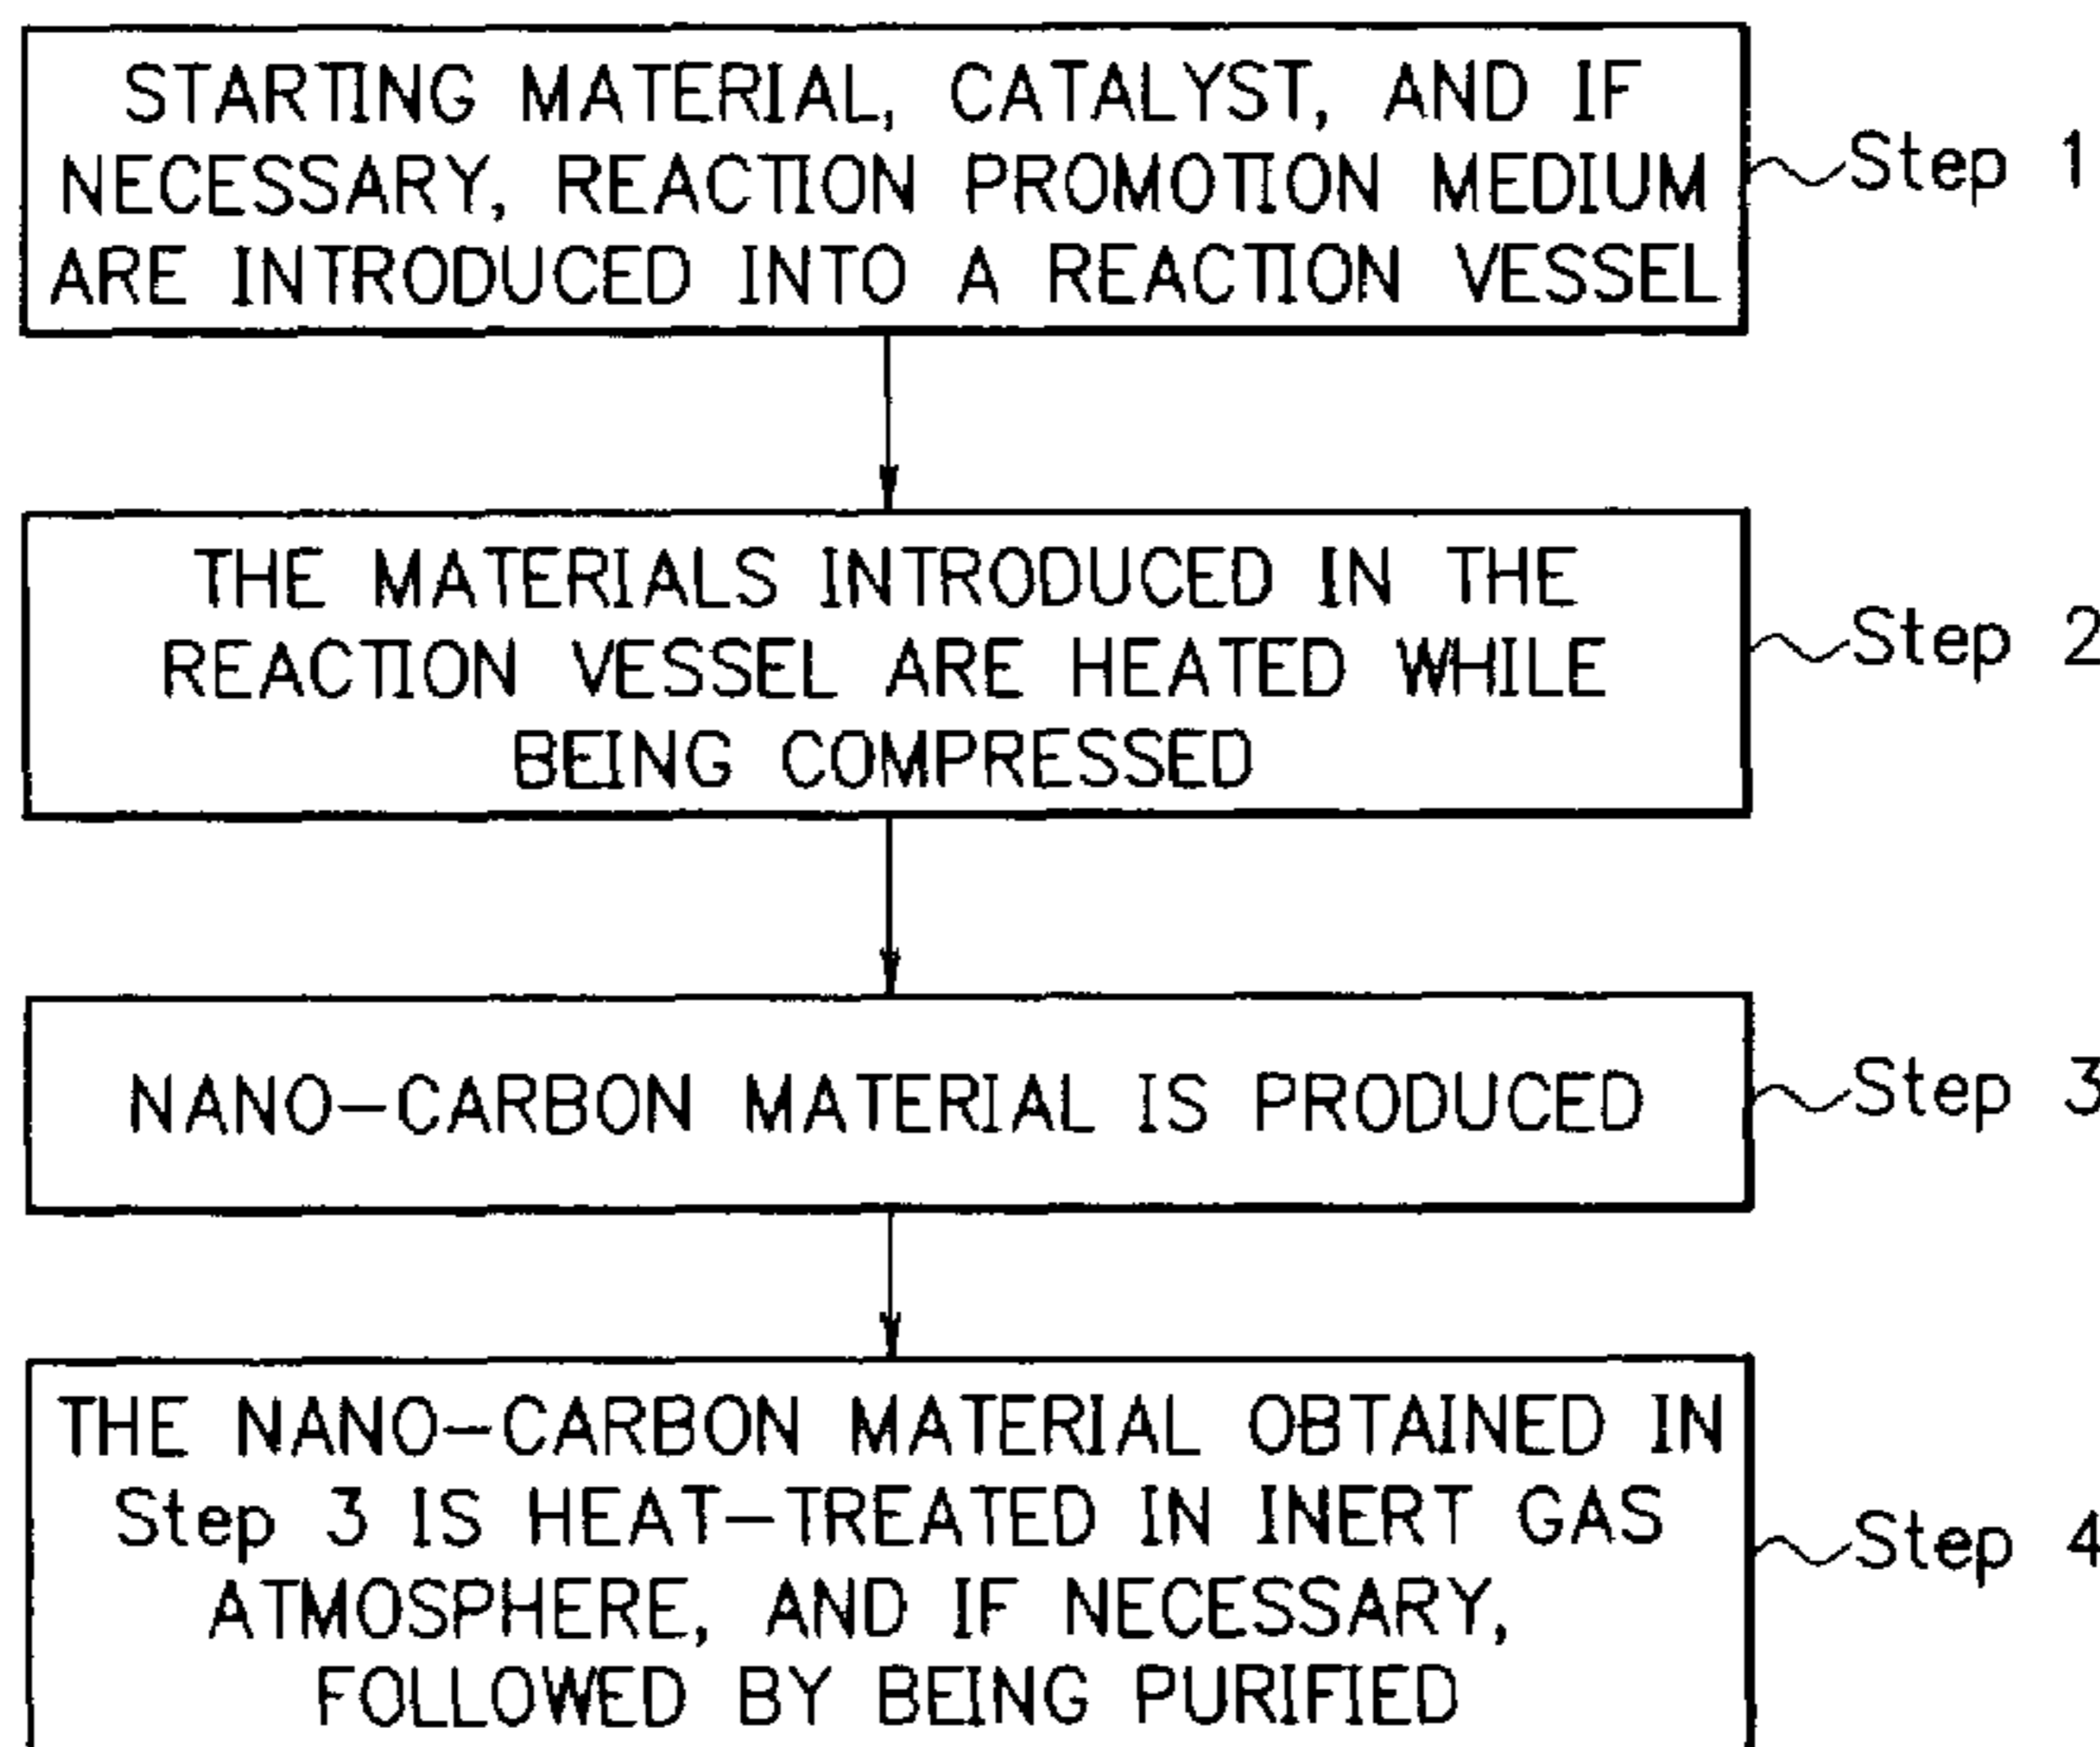 STARTING MATERIAL, CATALYST, AND IF
NECESSARY, REACTION PROMOTION MEDIUM
ARE INTRODUCED INTO A REACTION VESSEL
Step 1
THE MATERIALS INTRODUCED IN THE
REACTION VESSEL ARE HEATED WHILE
BEING COMPRESSED
Step 2
NANO-CARBON MATERIAL IS PRODUCED
Step 3
THE NANO-CARBON MATERIAL OBTAINED IN
Step 3 IS HEAT-TREATED IN INERT GAS
ATMOSPHERE, AND IF NECESSARY,
FOLLOWED BY BEING PURIFIED
Step 4